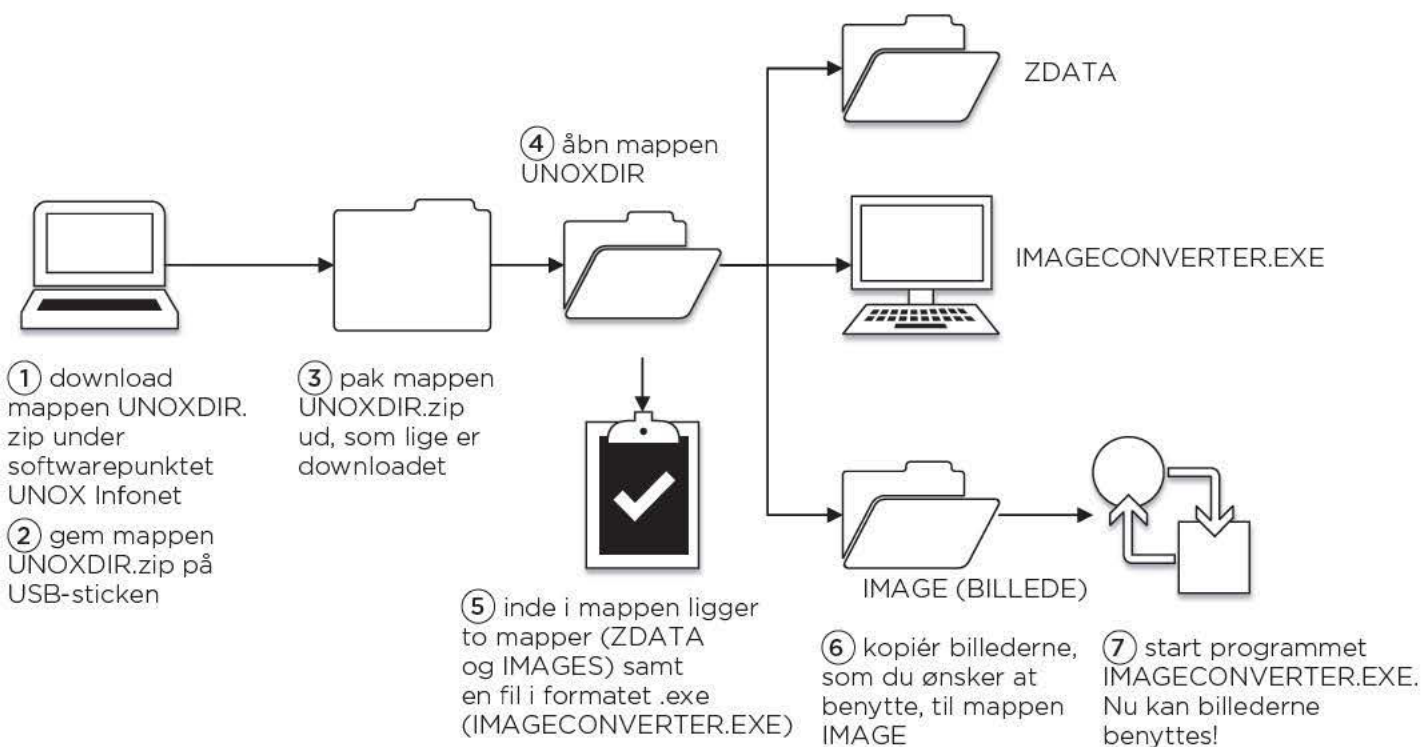 ① download
mappen UNOXDIR.
zip under
softwarepunktet
UNOX Infonet
② gem mappen
UNOXDIR.zip på
USB-sticken
③ pak mappen
UNOXDIR.zip
ud, som lige er
downloadet
④ åbn mappen
UNOXDIR
⑤ inde i mappen ligger
to mapper (ZDATA
og IMAGES) samt
en fil i formatet .exe
(IMAGECONVERTER.EXE)
ZDATA
IMAGECONVERTER.EXE
IMAGE (BILLEDE)
⑥ kopiér billederne,
som du ønsker at
benytte, til mappen
IMAGE
⑦ start programmet
IMAGECONVERTER.EXE.
Nu kan billederne
benyttes!